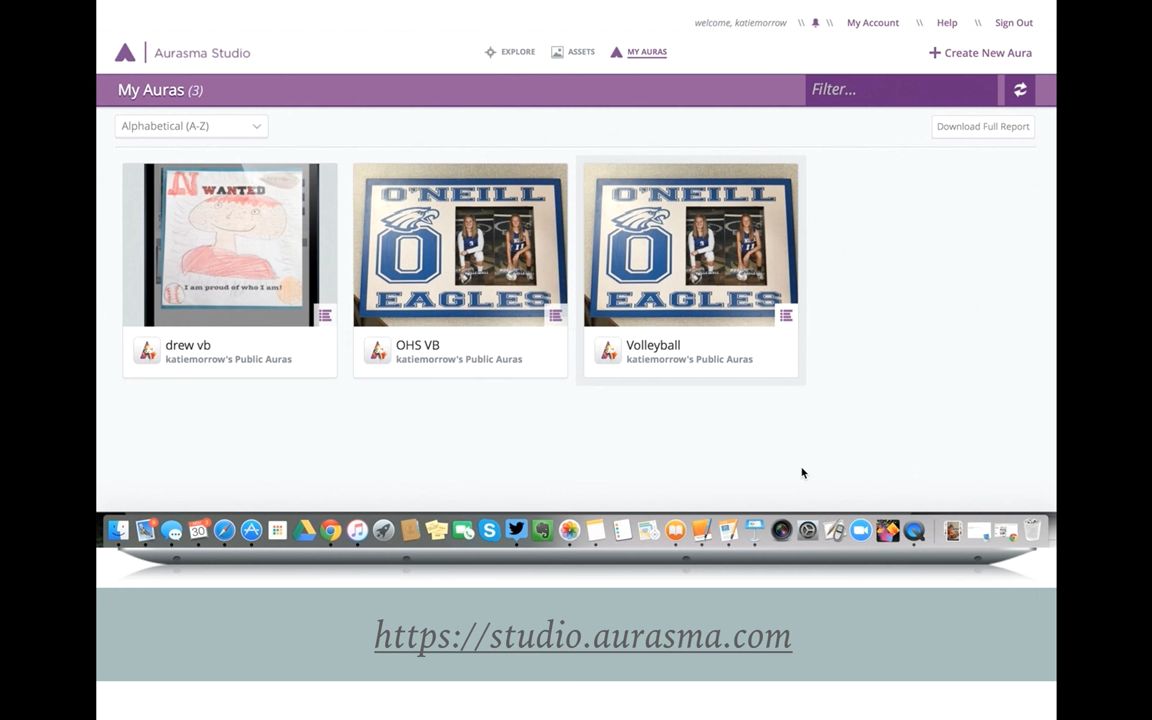 welcome, katiemorrow \\ \\ My Account \\ Help \\ Sign Out
Aurasma Studio
EXPLORE ASSETS MY AURAS
+ Create New Aura
My Auras (3)
Filter...
Alphabetical (A-Z)
Download Full Report
N WANTED
I am proud of who I am!
O'NEILL
O
EAGLES
O'NEILL
O
EAGLES
drew vb
katiemorrow's Public Auras
OHS VB
katiemorrow's Public Auras
Volleyball
katiemorrow's Public Auras
30
https://studio.aurasma.com